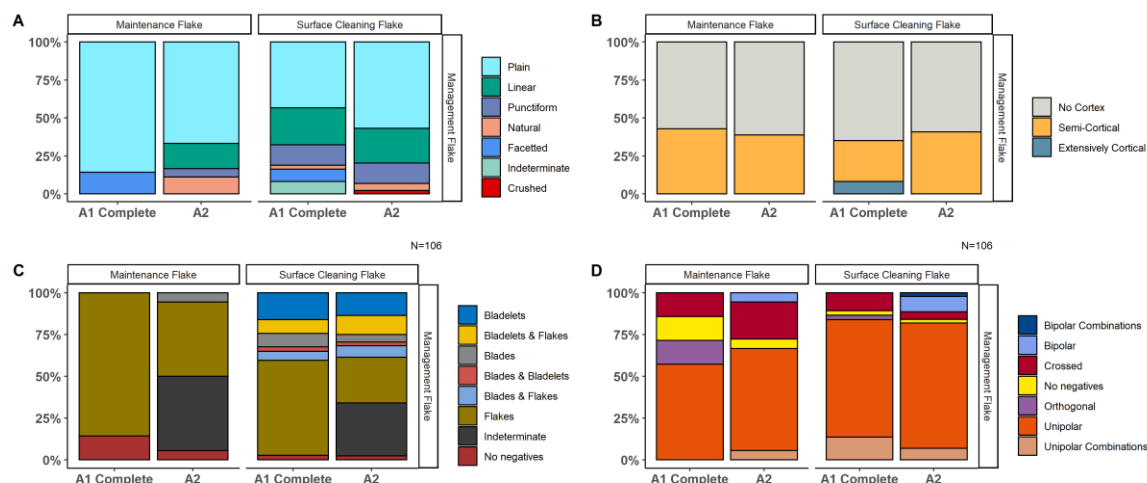 A
Maintenance Flake
Surface Cleaning Flake
100%
75%
50%
25%
0%
A1 Complete
A2
A1 Complete
A2
Management Flake
Plain
Linear
Punctiform
Natural
Facetted
Indeterminate
Crushed
N=106
B
Maintenance Flake
Surface Cleaning Flake
100%
75%
50%
25%
0%
A1 Complete
A2
A1 Complete
A2
Management Flake
No Cortex
Semi-Cortical
Extensively Cortical
N=106
C
Maintenance Flake
Surface Cleaning Flake
100%
75%
50%
25%
0%
A1 Complete
A2
A1 Complete
A2
Management Flake
Bladelets
Bladelets & Flakes
Blades
Blades & Bladelets
Blades & Flakes
Flakes
Indeterminate
No negatives
D
Maintenance Flake
Surface Cleaning Flake
100%
75%
50%
25%
0%
A1 Complete
A2
A1 Complete
A2
Management Flake
Bipolar Combinations
Bipolar
Crossed
No negatives
Orthogonal
Unipolar
Unipolar Combinations